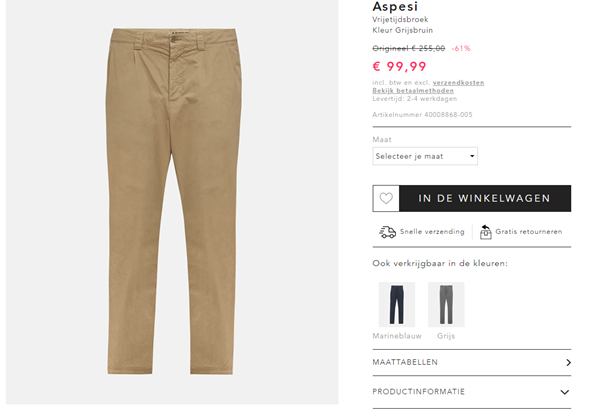 Aspesi
Vrijetijdsbroek
Kleur Grijsbruin
Origineel € 255,00 -61%
€ 99,99
incl. btw en excl. verzendkosten
Bekijk betaalmethoden
Levertijd: 2-4 werkdagen
Artikelnummer 40008868-005
Maat
Selecteer je maat
IN DE WINKELWAGEN
Snelle verzending
Gratis retourneren
Ook verkrijgbaar in de kleuren:
Marineblauw
Grijs
MAATTABELLEN
PRODUCTINFORMATIE